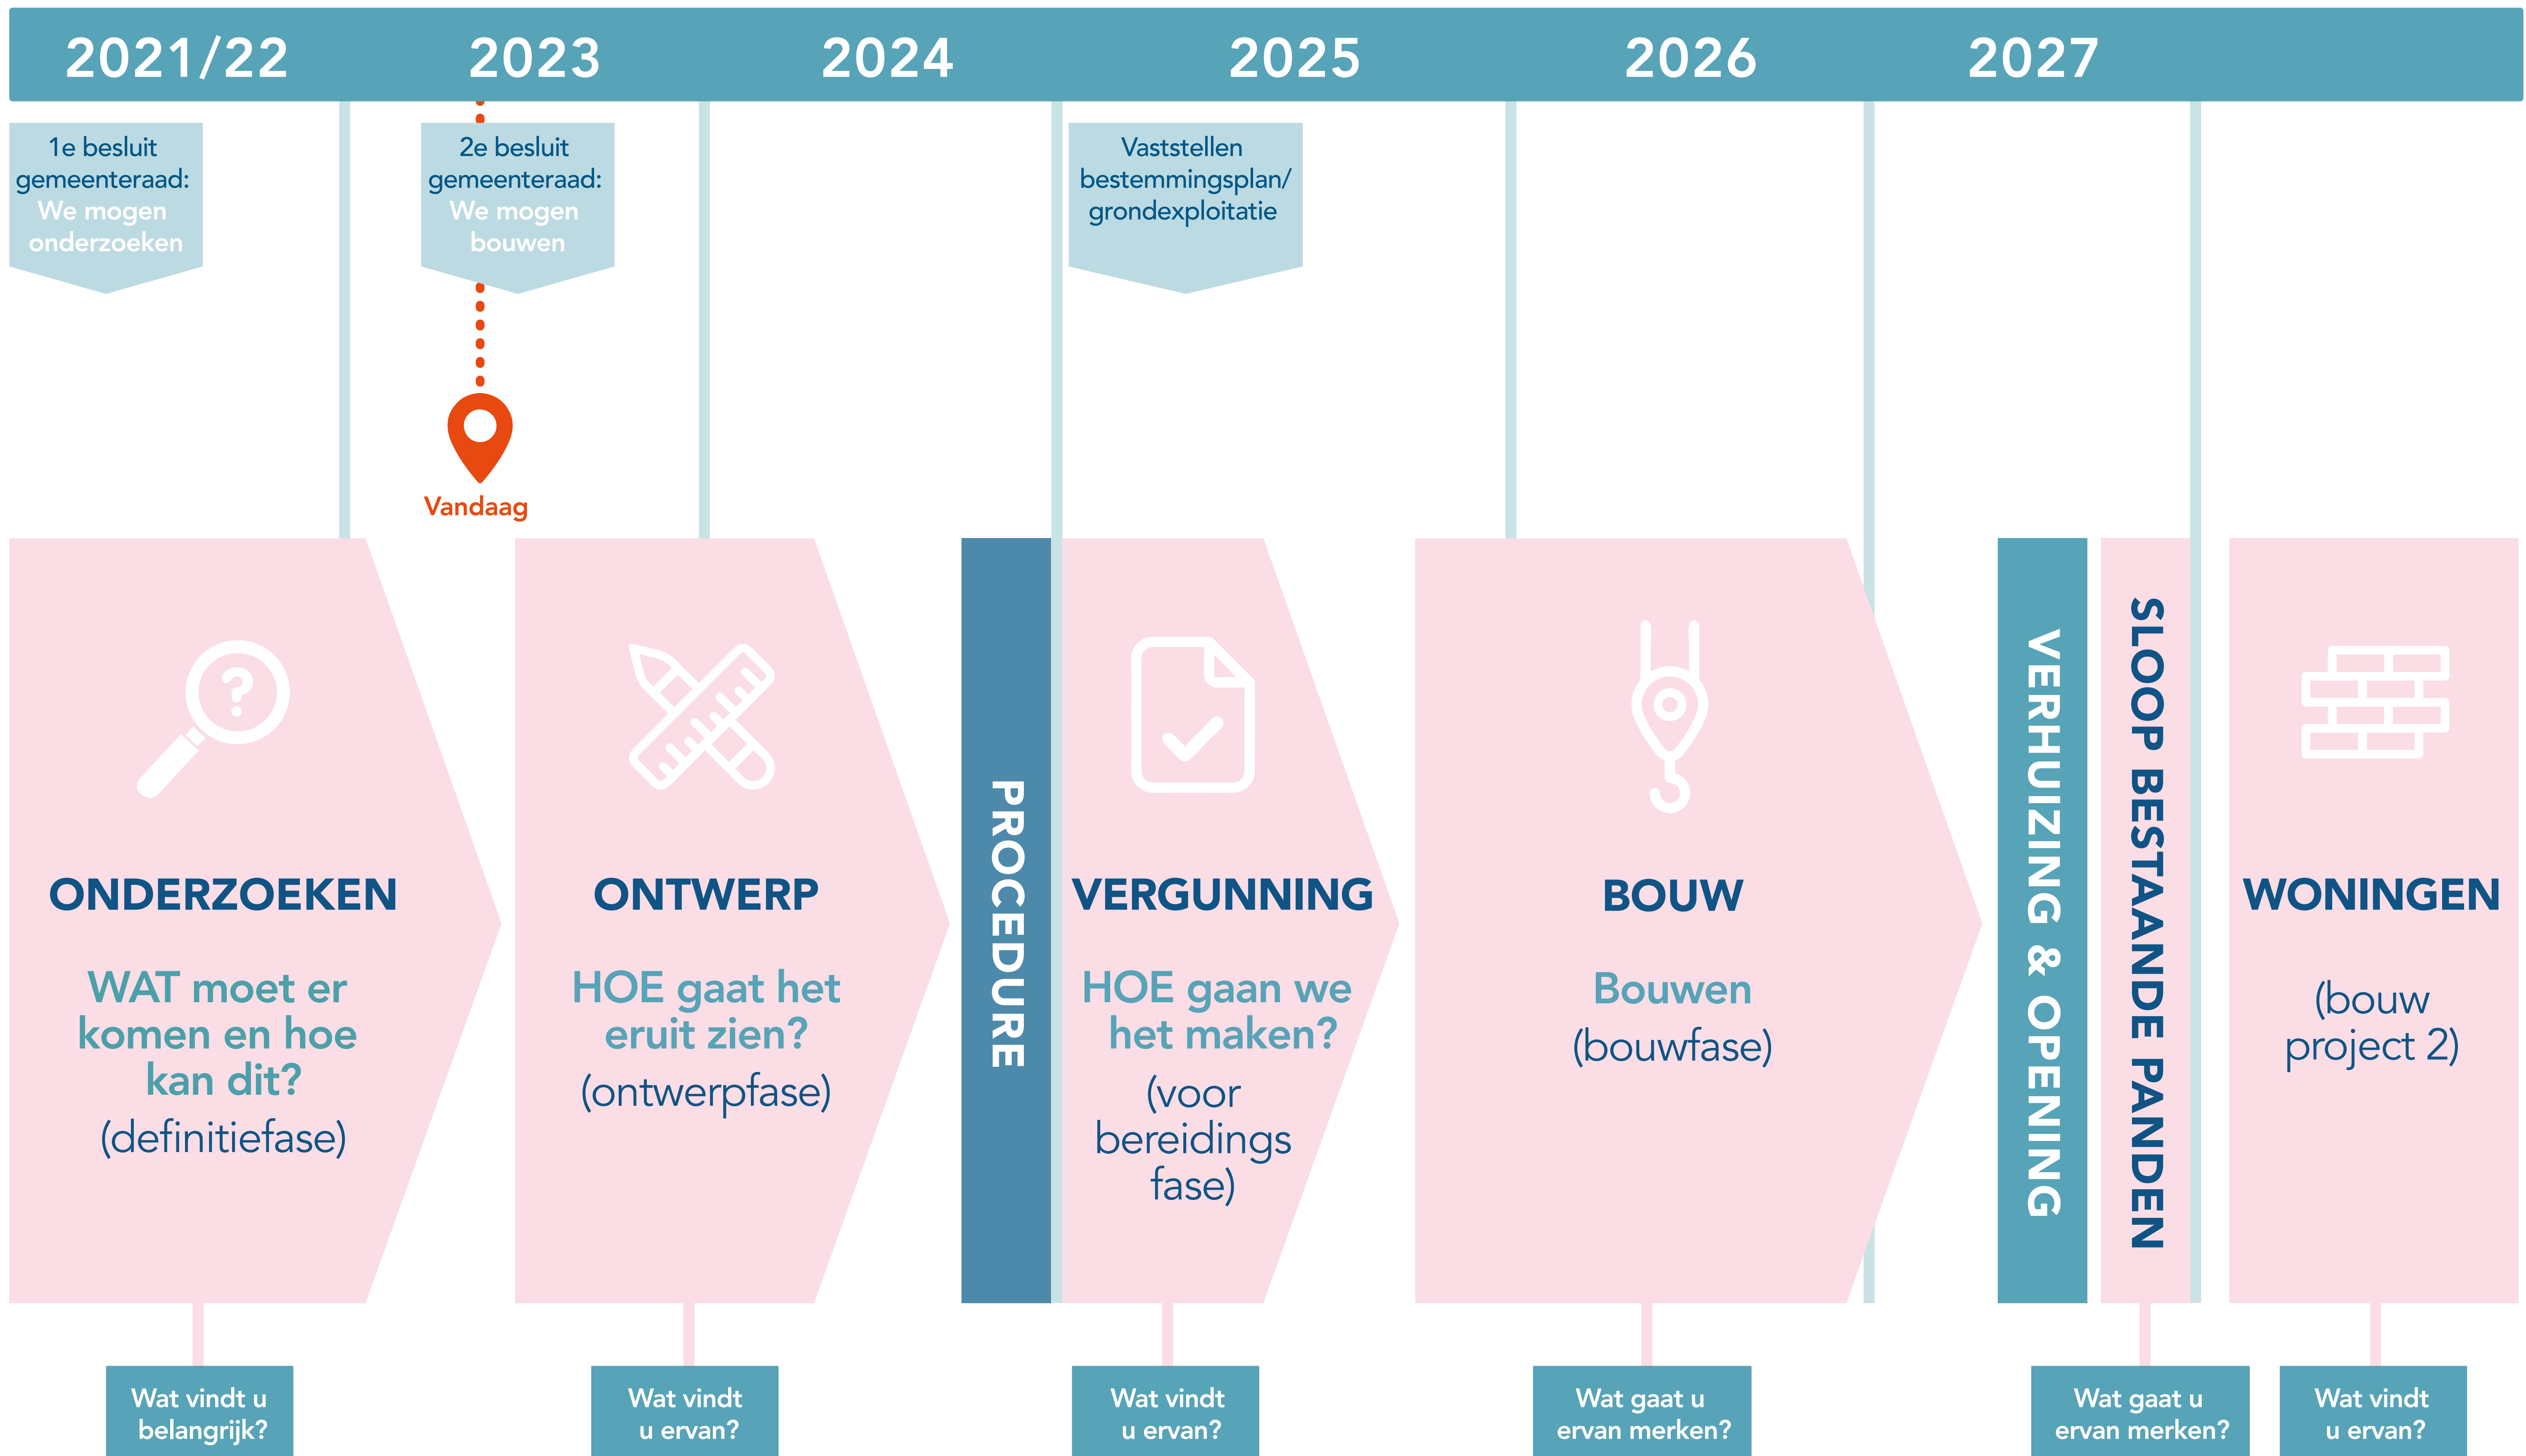 2021/22 2023 2024 2025 2026 2027
1e besluit
gemeenteraad:
We mogen
onderzoeken
2e besluit
gemeenteraad:
We mogen
bouwen
Vaststellen
bestemmingsplan/
grondexploitatie
Vandaag
?
ONDERZOEKEN
WAT moet er
komen en hoe
kan dit?
(definitiefase)
ONTWERP
HOE gaat het
eruit zien?
(ontwerpfase)
PROCEDURE
VERGUNNING
HOE gaan we
het maken?
(voor
bereidings
fase)
BOUW
Bouwen
(bouwfase)
VERHUIZING & OPENING
SLOOP BESTAANDE PANDEN
WONINGEN
(bouw
project 2)
Wat vindt u
belangrijk?
Wat vindt
u ervan?
Wat vindt
u ervan?
Wat gaat u
ervan merken?
Wat gaat u
ervan merken?
Wat vindt
u ervan?